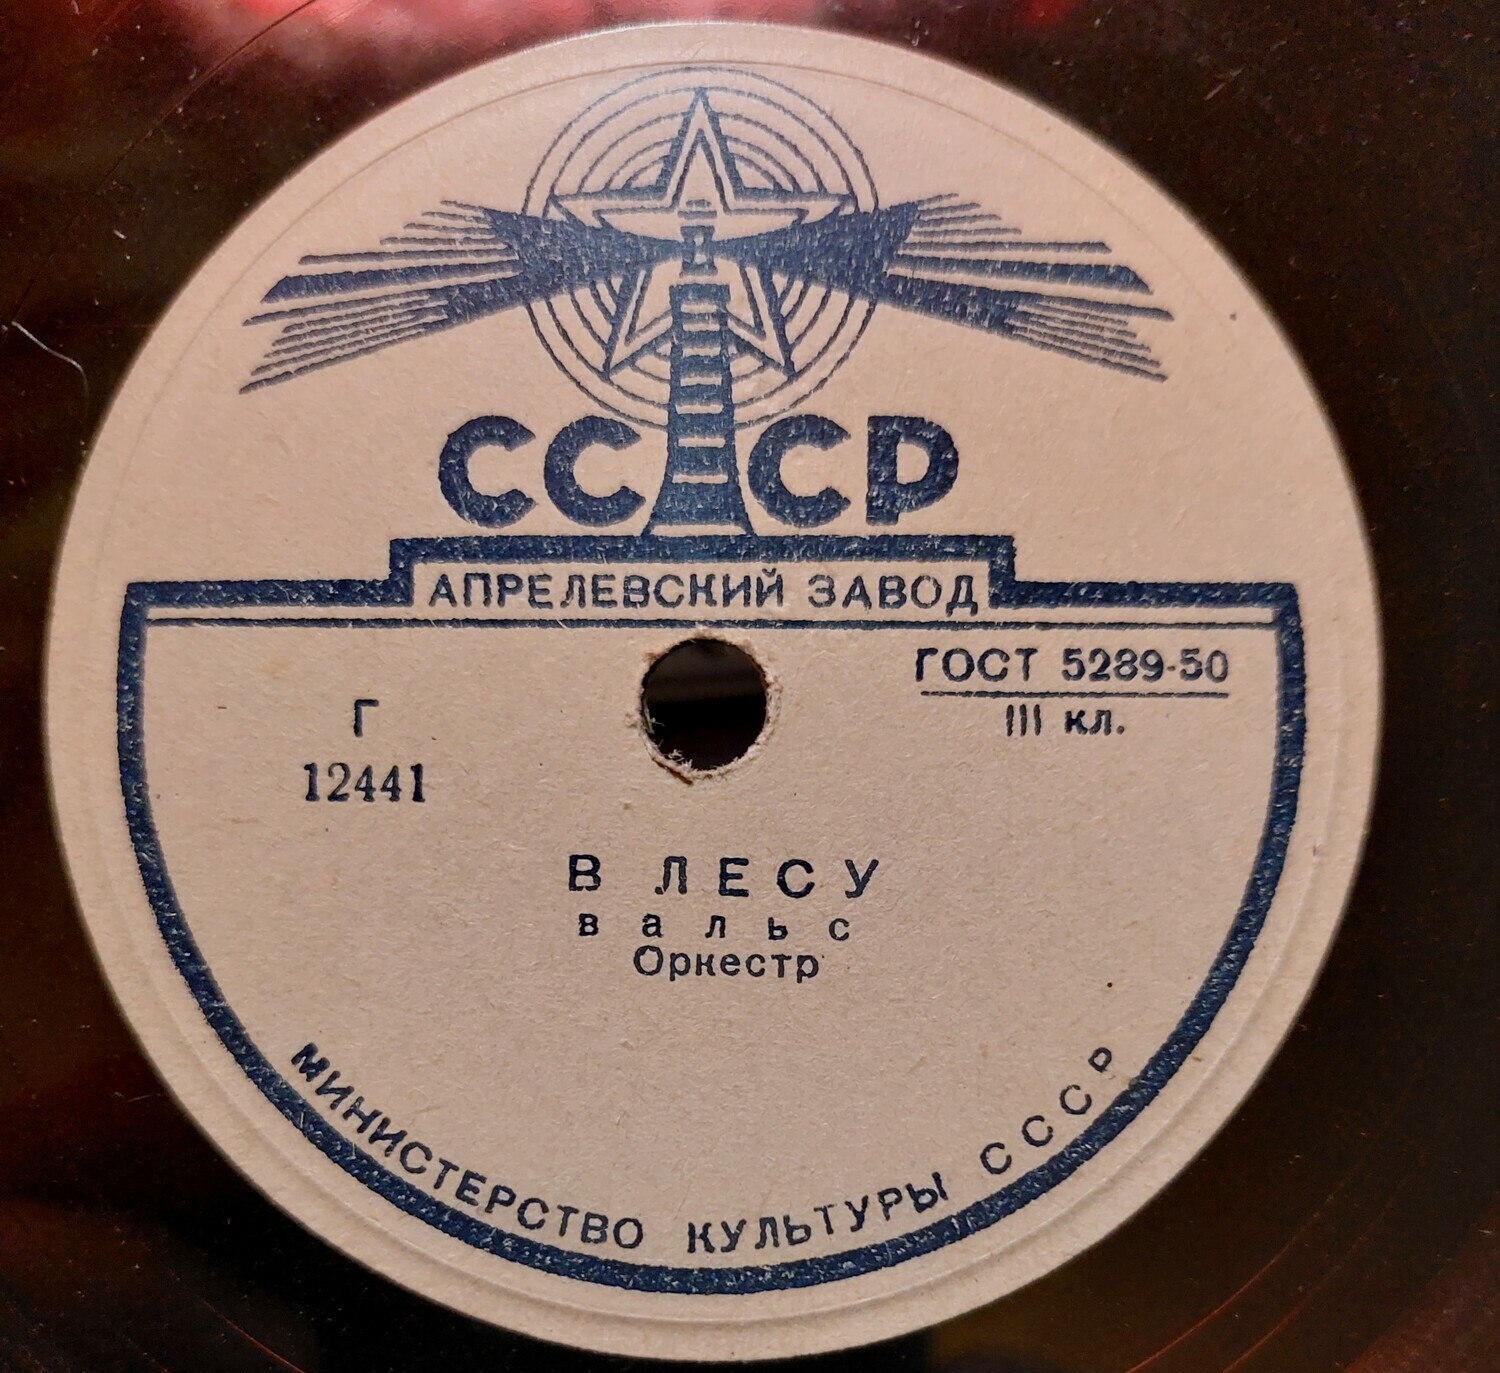 СССР
АПРЕЛЕВСКИЙ ЗАВОД
ГОСТ 5289-50
III кл.
Г
12441
В ЛЕСУ
вальс
Оркестр
МИНИСТЕРСТВО КУЛЬТУРЫ СССР